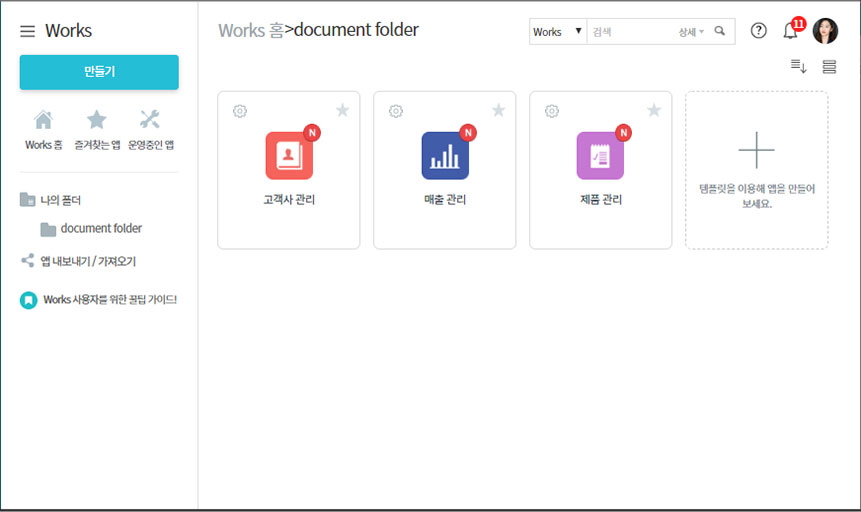 Works
만들기
Works 홈
즐겨찾는 앱
운영중인 앱
나의 폴더
document folder
앱 내보내기 / 가져오기
Works 사용자를 위한 꿀팁 가이드!
Works 홈>document folder
Works
검색
상세
?
11
N
고객사 관리
N
매출 관리
N
제품 관리
템플릿을 이용해 앱을 만들어
보세요.